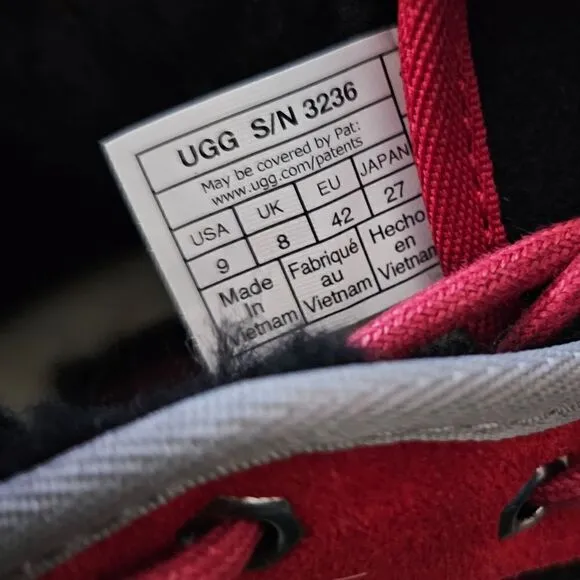 UGG S/N 3236
May be covered by Pat:
www.ugg.com/patents
USA UK EU JAPAN
9 8 42 27
Made Fabriqué Hecho
In au en
Vietnam Vietnam Vietnam